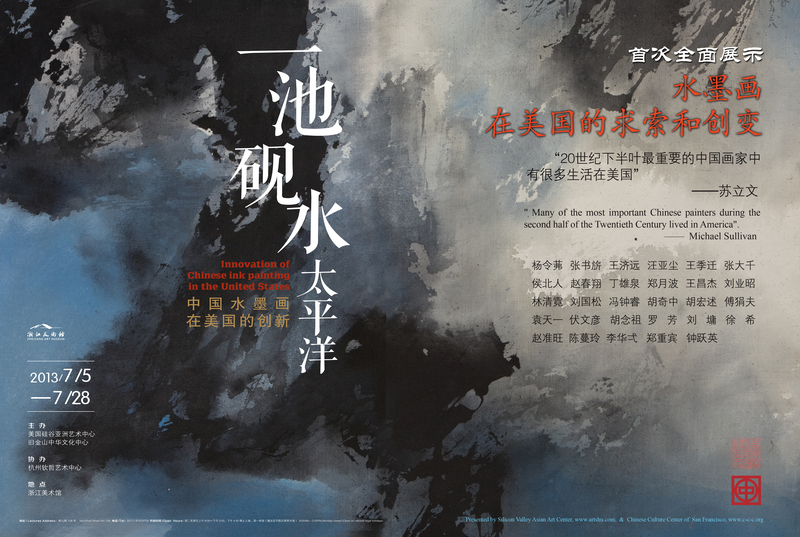 一池砚水太平洋
Innovation of
Chinese ink painting
in the United States
中国水墨画
在美国的创新
浙江美术馆
ZHEJIANG ART MUSEUM
2013/7/5
—7/28
主办
美国硅谷亚洲艺术中心
旧金山中华文化中心
协办
杭州钦哲艺术中心
地点
浙江美术馆
首次全面展示
水墨画
在美国的求索和创变
“20世纪下半叶最重要的中国画家中
有很多生活在美国”
——苏立文
" Many of the most important Chinese painters during the
second half of the Twentieth Century lived in America".
—— Michael Sullivan
杨令茀 张书旂 王济远 汪亚尘 王季迁 张大千
侯北人 赵春翔 丁雄泉 郑月波 王昌杰 刘业昭
林清霓 刘国松 冯钟睿 胡奇中 胡宏述 傅狷夫
袁天一 伏文彦 胡念祖 罗芳 刘墉 徐希
赵准旺 陈蔓玲 李华弌 郑重宾 钟跃英
Presented by Silicon Valley Asian Art Center, www.artshu.com, & Chinese Culture Center of San Francisco, www.c-c-c.org